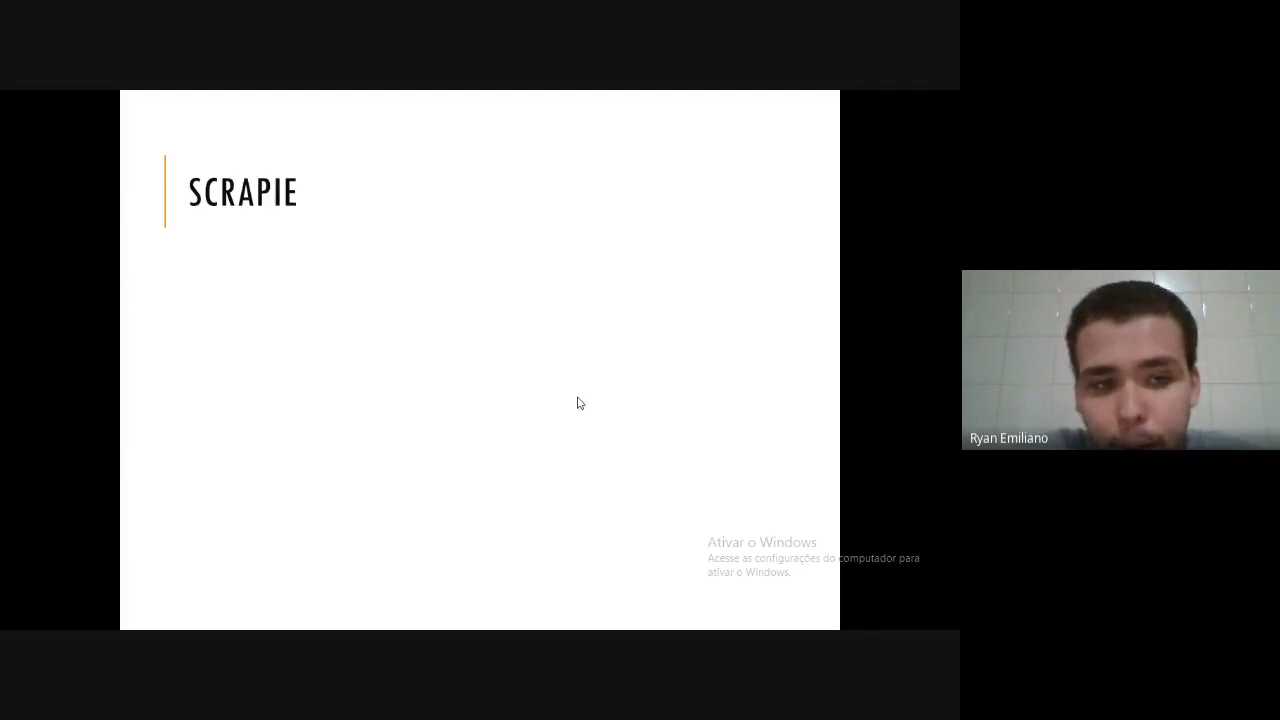 SCRAPIE
Ryan Emiliano
Ativar o Windows
Acesse as configurações do computador para
ativar o Windows.